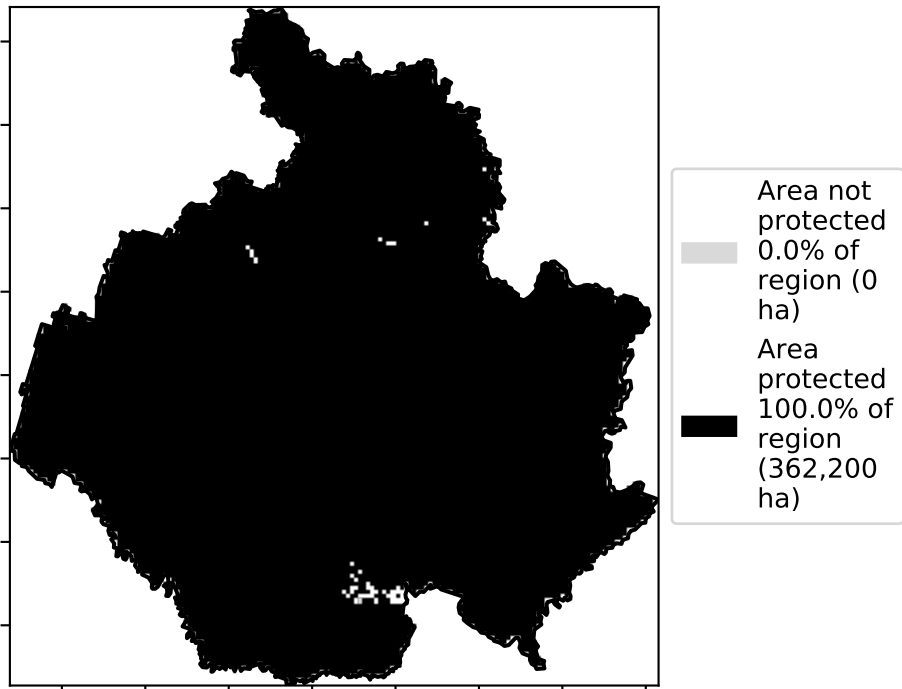 Area not
protected
0.0% of
region (0
ha)
Area
protected
100.0% of
region
(362,200
ha)